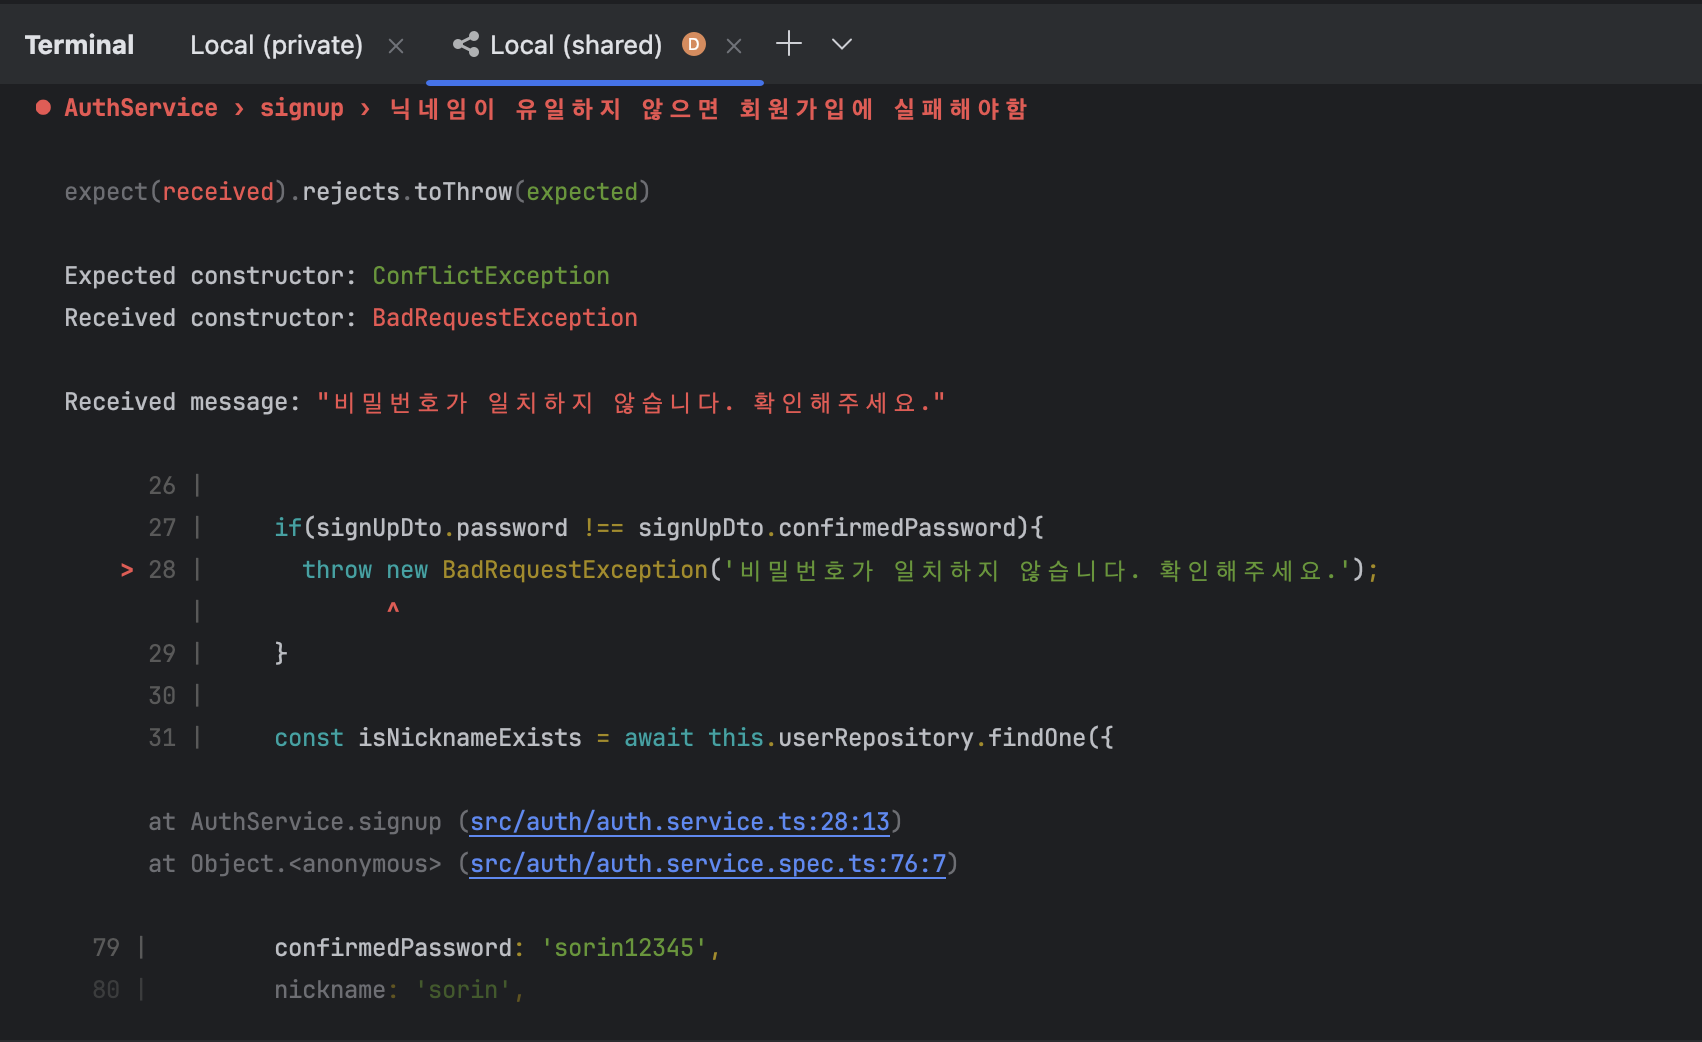 Terminal Local (private) × Local (shared) D × +
● AuthService › signup › 닉네임이 유일하지 않으면 회원가입에 실패해야함
expect(received).rejects.toThrow(expected)
Expected constructor: ConflictException
Received constructor: BadRequestException
Received message: "비밀번호가 일치하지 않습니다. 확인해주세요."
26 |
27 | if(signUpDto.password !== signUpDto.confirmedPassword){
> 28 | throw new BadRequestException('비밀번호가 일치하지 않습니다. 확인해주세요.');
| ^
29 | }
30 |
31 | const isNicknameExists = await this.userRepository.findOne({
at AuthService.signup (src/auth/auth.service.ts:28:13)
at Object.<anonymous> (src/auth/auth.service.spec.ts:76:7)
79 | confirmedPassword: 'sorin12345',
80 | nickname: 'sorin',